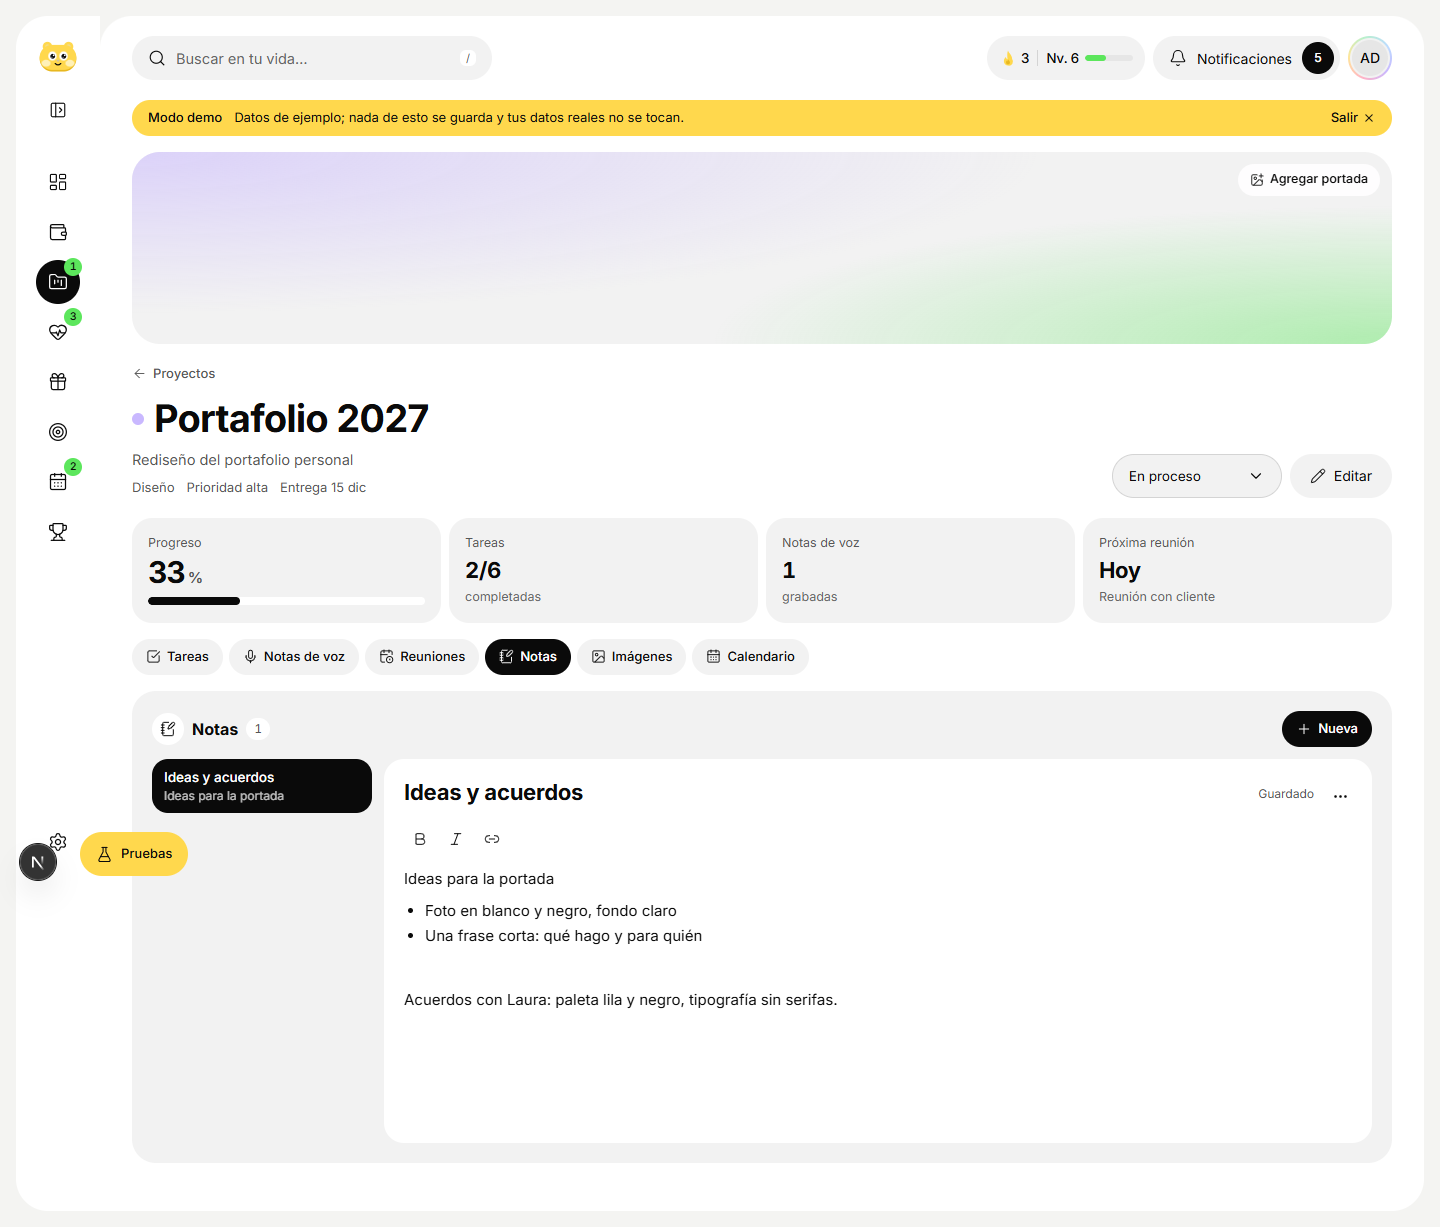 Buscar en tu vida...
/
3
Nv. 6
Notificaciones
5
AD
Modo demo Datos de ejemplo; nada de esto se guarda y tus datos reales no se tocan.
Salir
Agregar portada
1
3
2
Proyectos
Portafolio 2027
Rediseño del portafolio personal
Diseño Prioridad alta Entrega 15 dic
En proceso
Editar
Progreso
33 %
Tareas
2/6
completadas
Notas de voz
1
grabadas
Próxima reunión
Hoy
Reunión con cliente
Tareas
Notas de voz
Reuniones
Notas
Imágenes
Calendario
Notas 1
Nueva
Ideas y acuerdos
Ideas para la portada
Ideas y acuerdos
Guardado
B I
Ideas para la portada
• Foto en blanco y negro, fondo claro
• Una frase corta: qué hago y para quién
Acuerdos con Laura: paleta lila y negro, tipografía sin serifas.
N
Pruebas